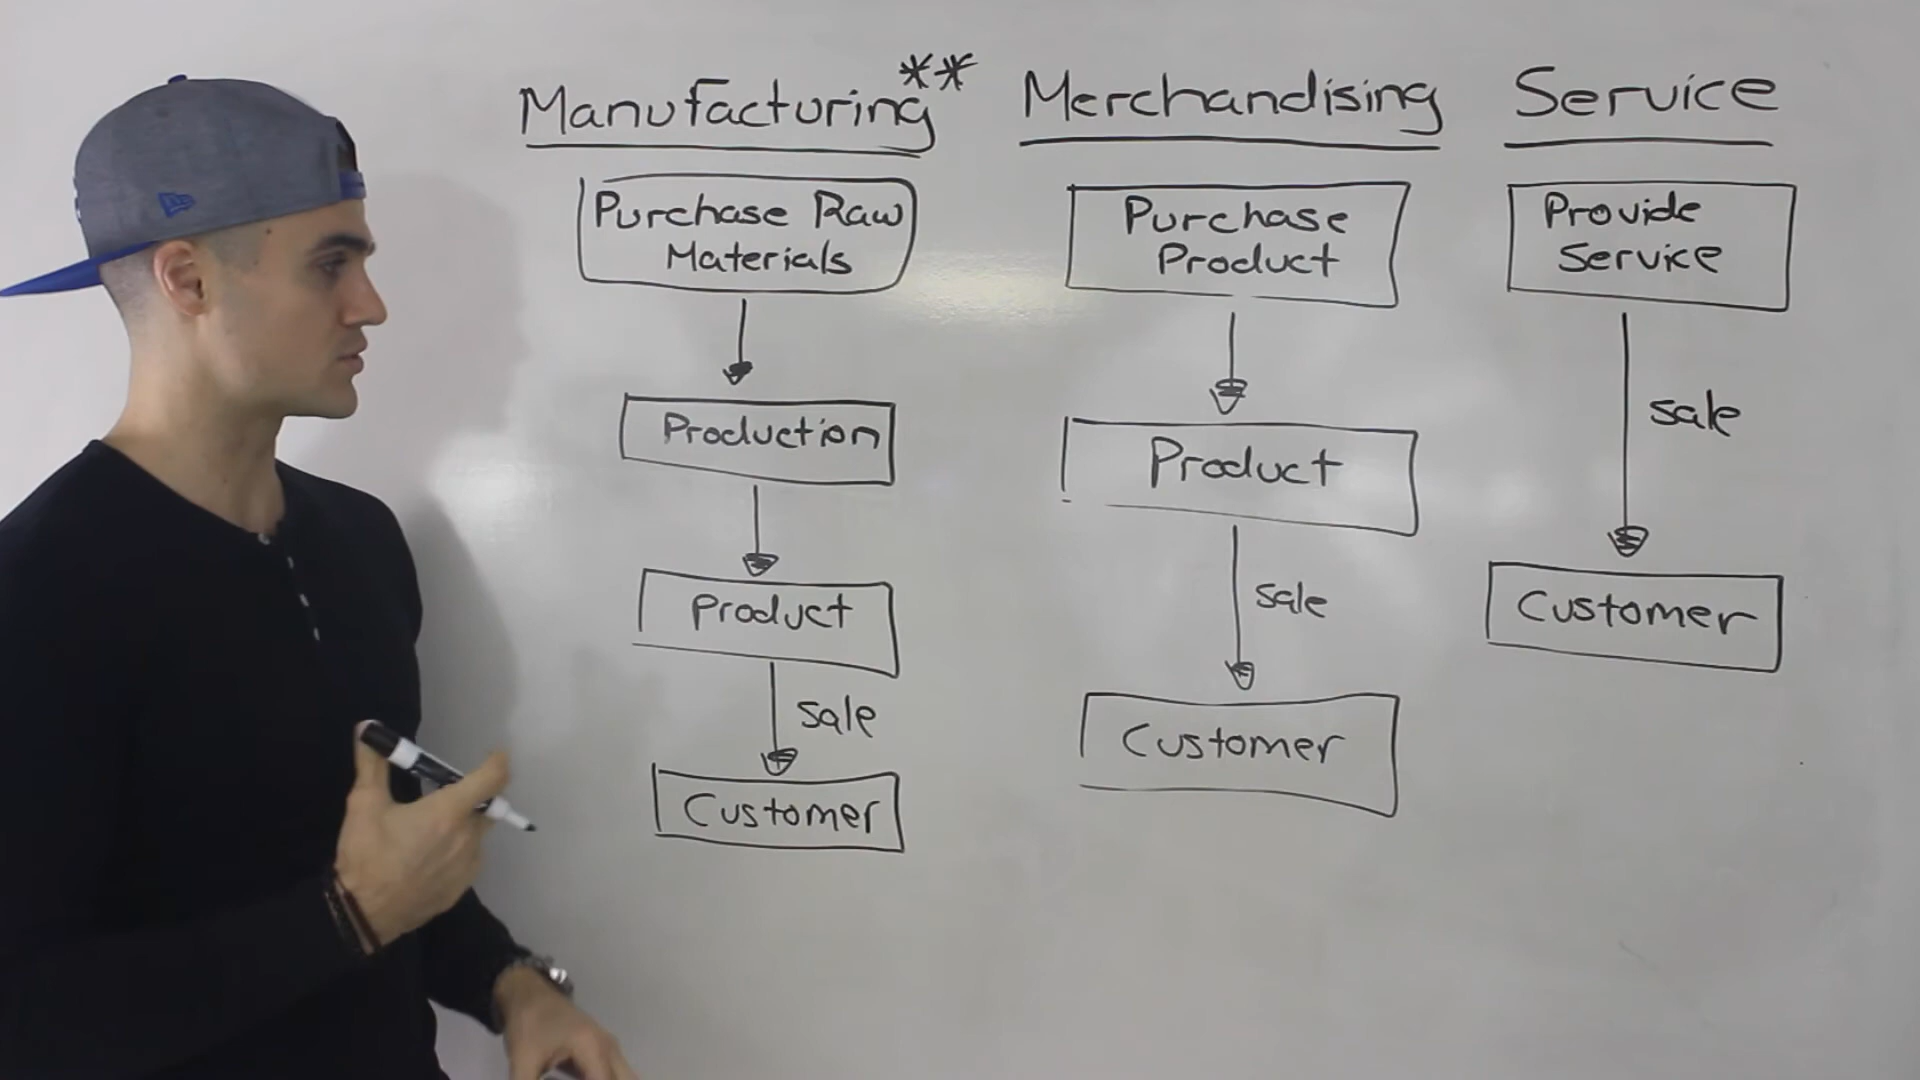 Manufacturing**
Purchase Raw
Materials
Production
Product
sale
Customer
Merchandising
Purchase
Product
Product
sale
Customer
Service
Provide
Service
sale
Customer